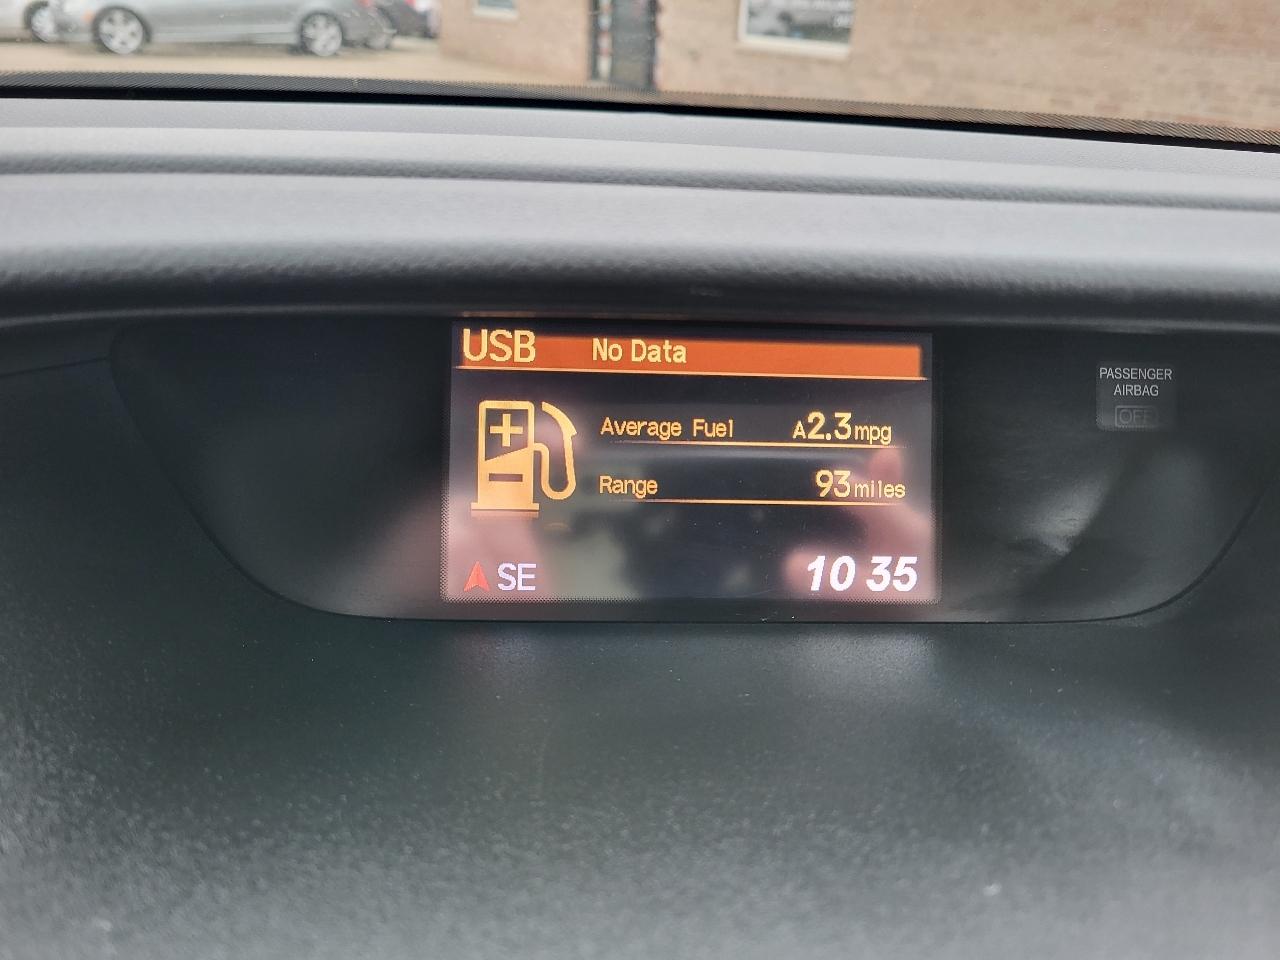 USB No Data
Average Fuel A2.3mpg
Range 93miles
SE 10 35
PASSENGER
AIRBAG
OFF